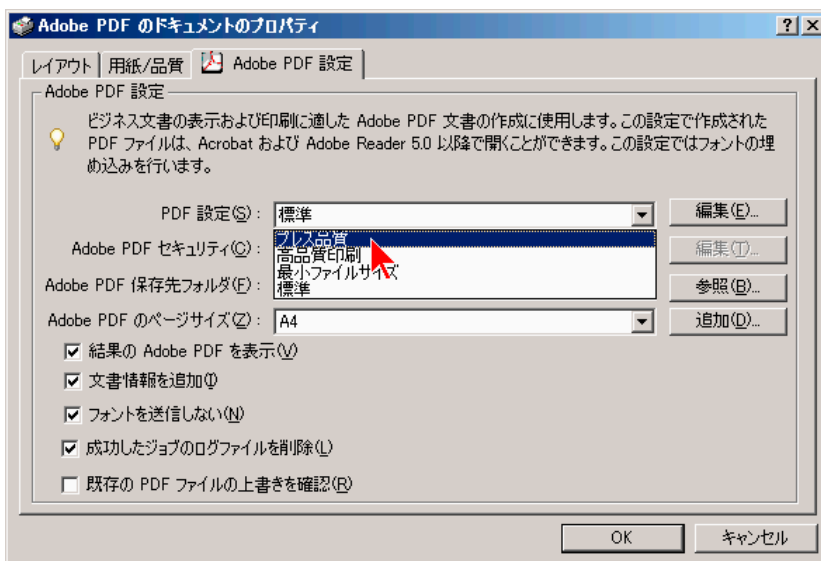 Adobe PDF のドキュメントのプロパティ
レイアウト 用紙/品質 Adobe PDF 設定
Adobe PDF 設定
ビジネス文書の表示および印刷に適した Adobe PDF 文書の作成に使用します。この設定で作成された
PDF ファイルは、Acrobat および Adobe Reader 5.0 以降で開くことができます。この設定ではフォントの埋
め込みを行います。
PDF 設定(S): 標準 編集(E)...
プレス品質
Adobe PDF セキュリティ(C): 高品質印刷 編集(T)...
最小ファイルサイズ
Adobe PDF 保存先フォルダ(F): 標準 参照(B)...
Adobe PDF のページサイズ(Z): A4 追加(D)...
結果の Adobe PDF を表示(V)
文書情報を追加(I)
フォントを送信しない(N)
成功したジョブのログファイルを削除(L)
既存の PDF ファイルの上書きを確認(R)
OK キャンセル